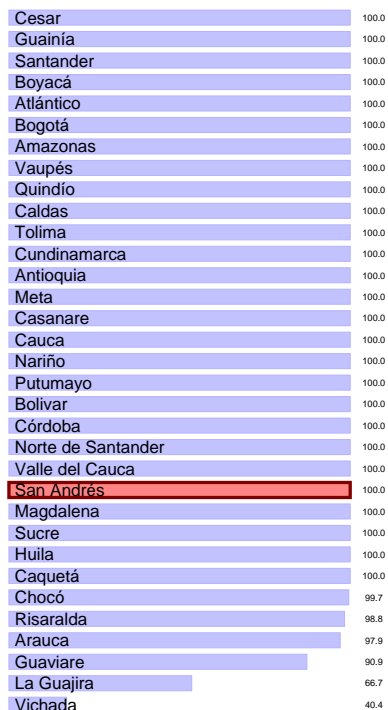 Cesar 100.0
Guainía 100.0
Santander 100.0
Boyacá 100.0
Atlántico 100.0
Bogotá 100.0
Amazonas 100.0
Vaupés 100.0
Quindío 100.0
Caldas 100.0
Tolima 100.0
Cundinamarca 100.0
Antioquia 100.0
Meta 100.0
Casanare 100.0
Cauca 100.0
Nariño 100.0
Putumayo 100.0
Bolivar 100.0
Córdoba 100.0
Norte de Santander 100.0
Valle del Cauca 100.0
San Andrés 100.0
Magdalena 100.0
Sucre 100.0
Huila 100.0
Caquetá 100.0
Chocó 99.7
Risaralda 98.8
Arauca 97.9
Guaviare 90.9
La Guajira 66.7
Vichada 40.4